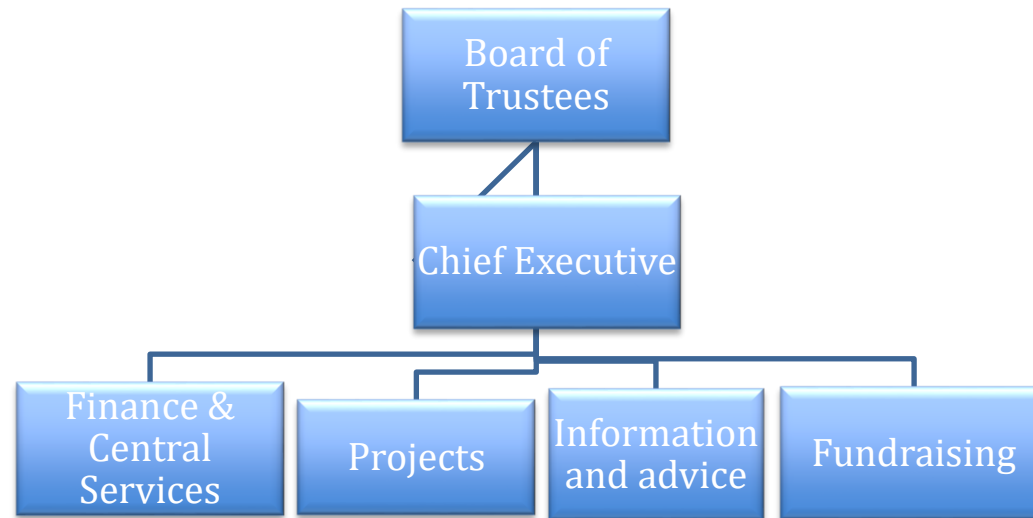 Board of
Trustees
Chief Executive
Finance &
Central
Services
Projects
Information
and advice
Fundraising